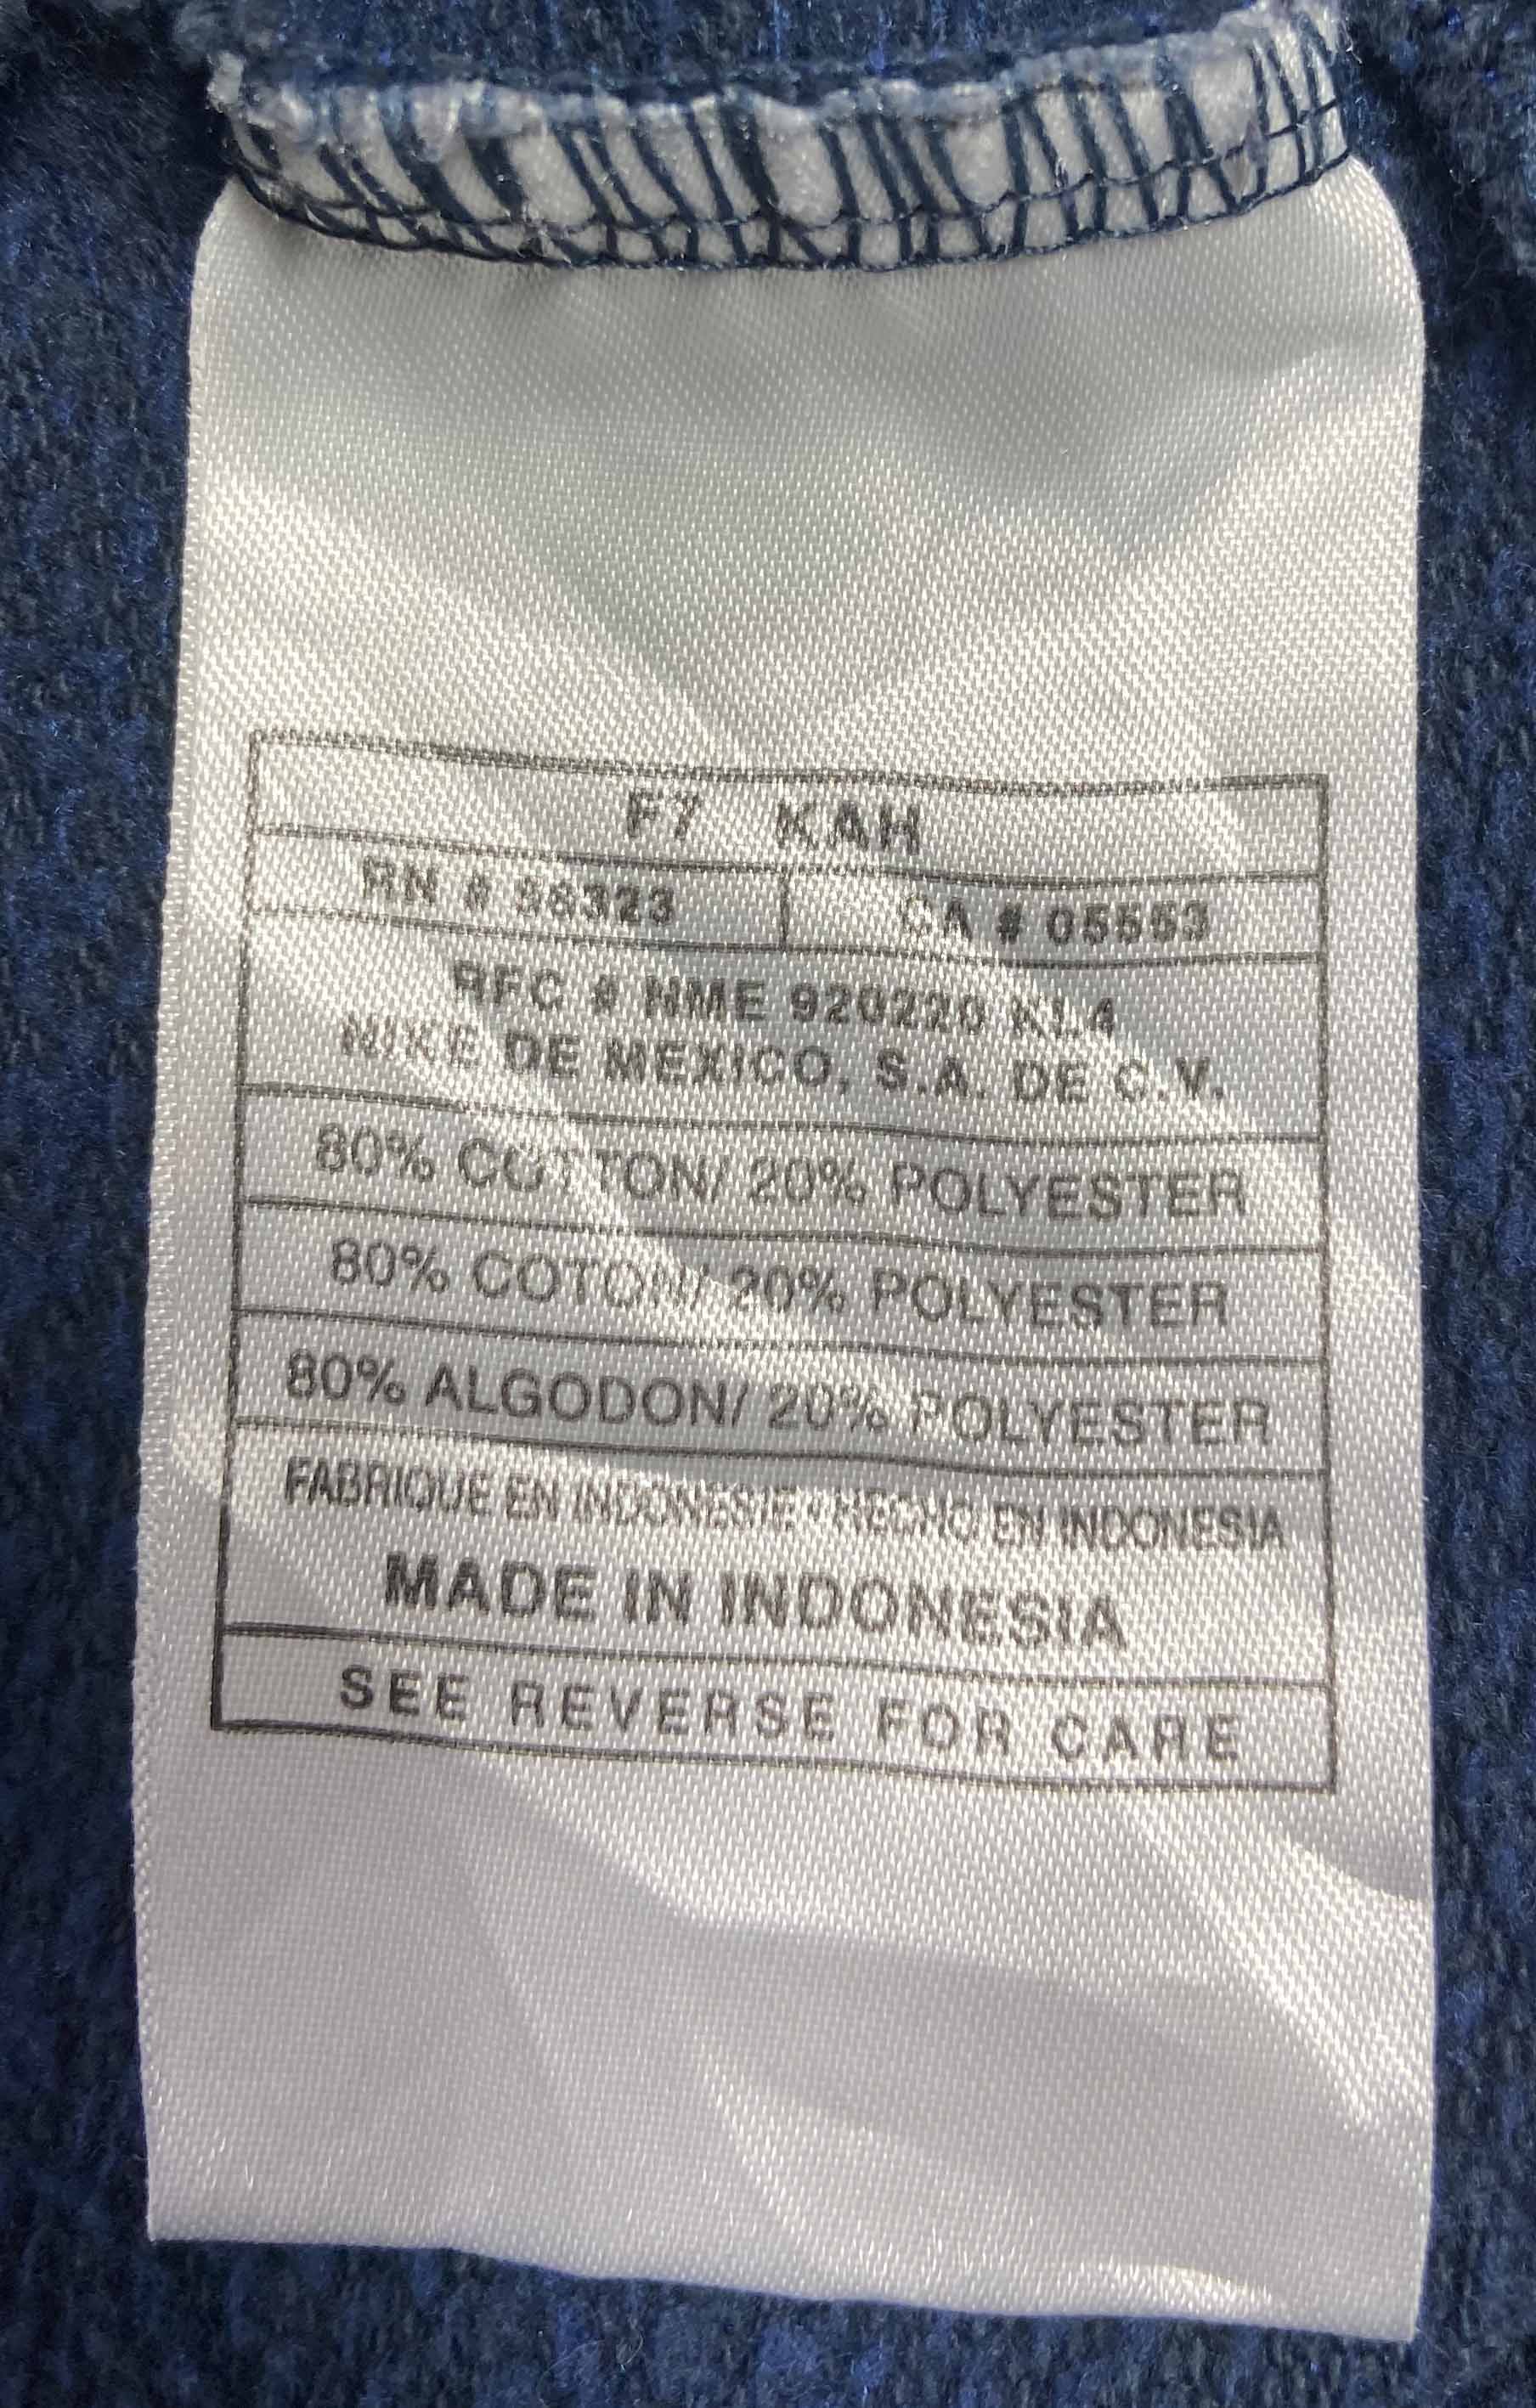 F7 KAH
RN # 56323 CA # 05553
RFC # NME 920220 KL4
NIKE DE MEXICO, S.A. DE C.V.
80% COTTON/ 20% POLYESTER
80% COTON/ 20% POLYESTER
80% ALGODON/ 20% POLYESTER
FABRIQUE EN INDONESIE • HECHO EN INDONESIA
MADE IN INDONESIA
SEE REVERSE FOR CARE